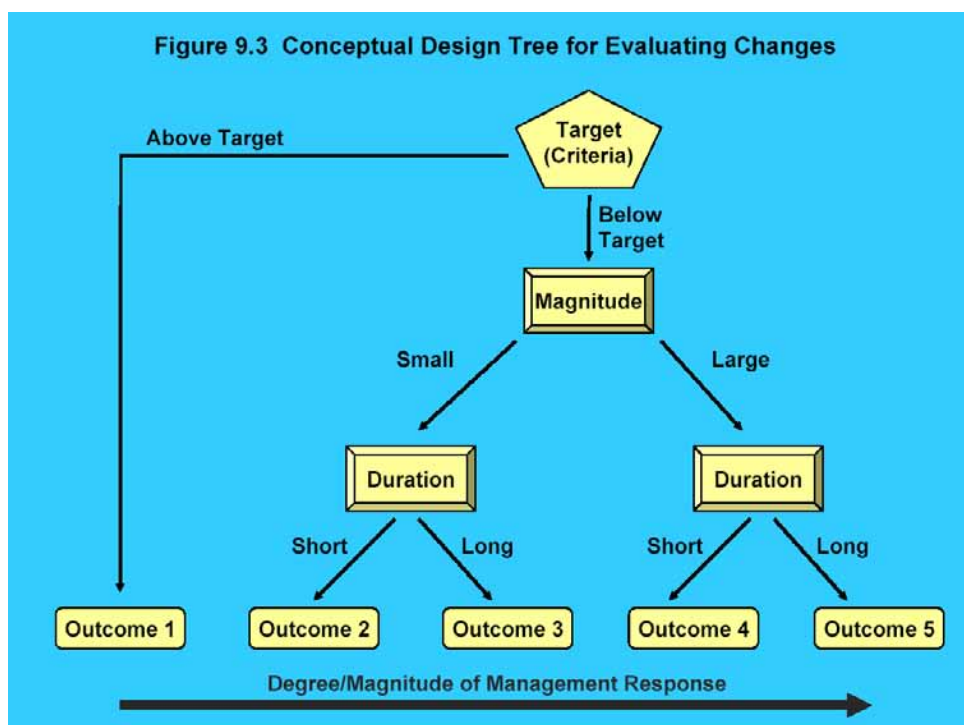 Figure 9.3 Conceptual Design Tree for Evaluating Changes
Above Target
Target
(Criteria)
Below
Target
Magnitude
Small
Large
Duration
Duration
Short
Long
Short
Long
Outcome 1
Outcome 2
Outcome 3
Outcome 4
Outcome 5
Degree/Magnitude of Management Response